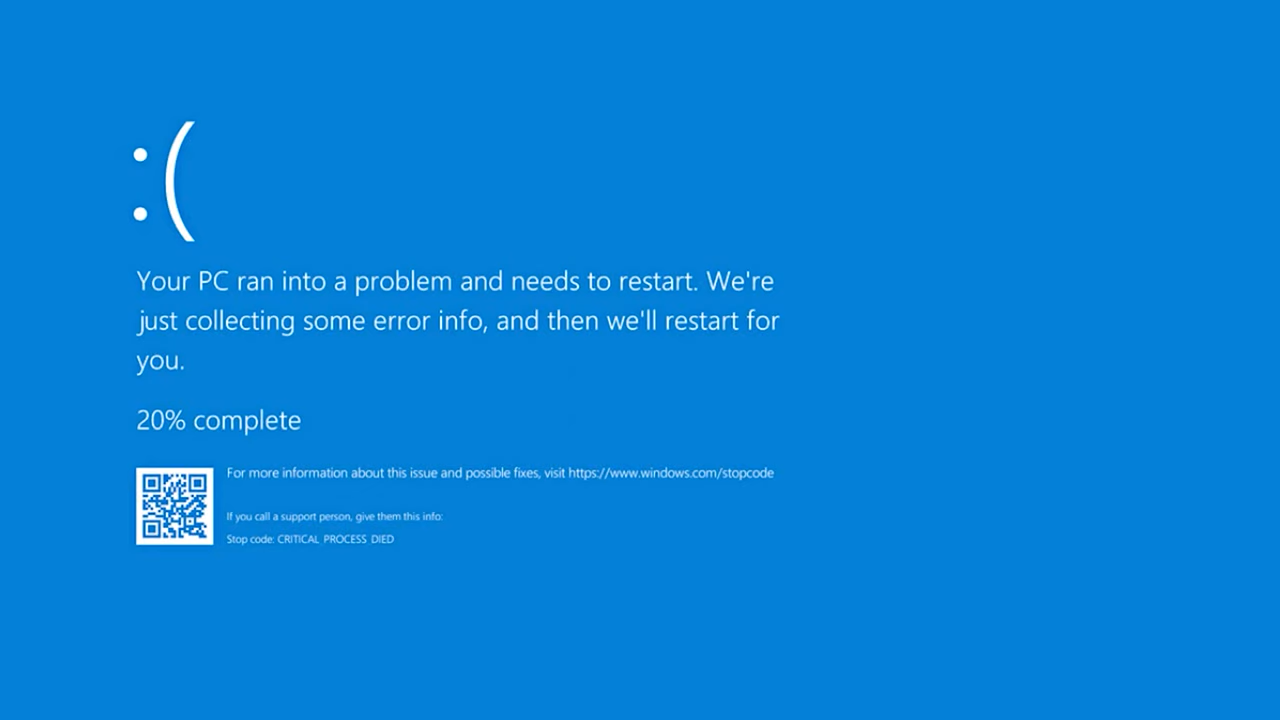 :(
Your PC ran into a problem and needs to restart. We're
just collecting some error info, and then we'll restart for
you.
20% complete
For more information about this issue and possible fixes, visit https://www.windows.com/stopcode
If you call a support person, give them this info:
Stop code: CRITICAL_PROCESS_DIED